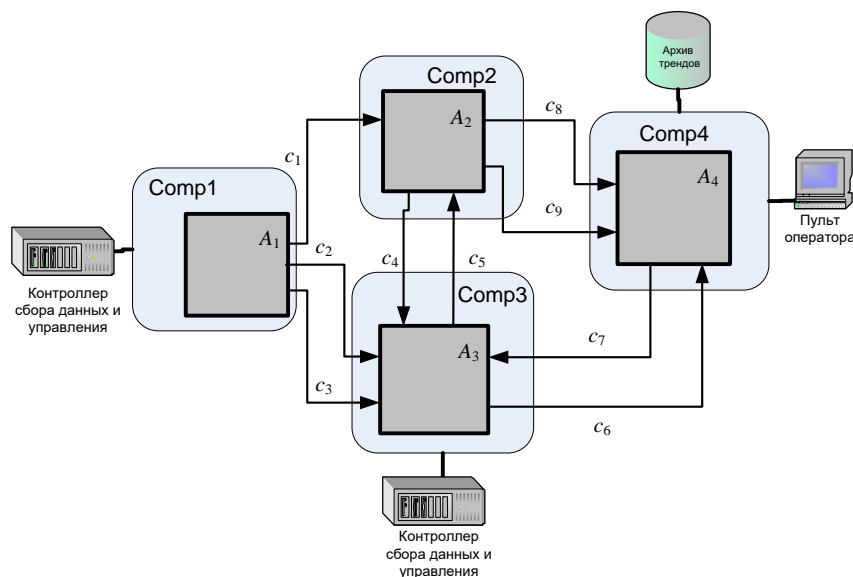 Архив
трендов
Comp2
A2
c8
Comp4
A4
c1
Comp1
c9
Пульт
оператора
A1
c2
c4
c5
Comp3
Контроллер
сбора данных и
управления
A3
c7
c3
c6
Контроллер
сбора данных и
управления